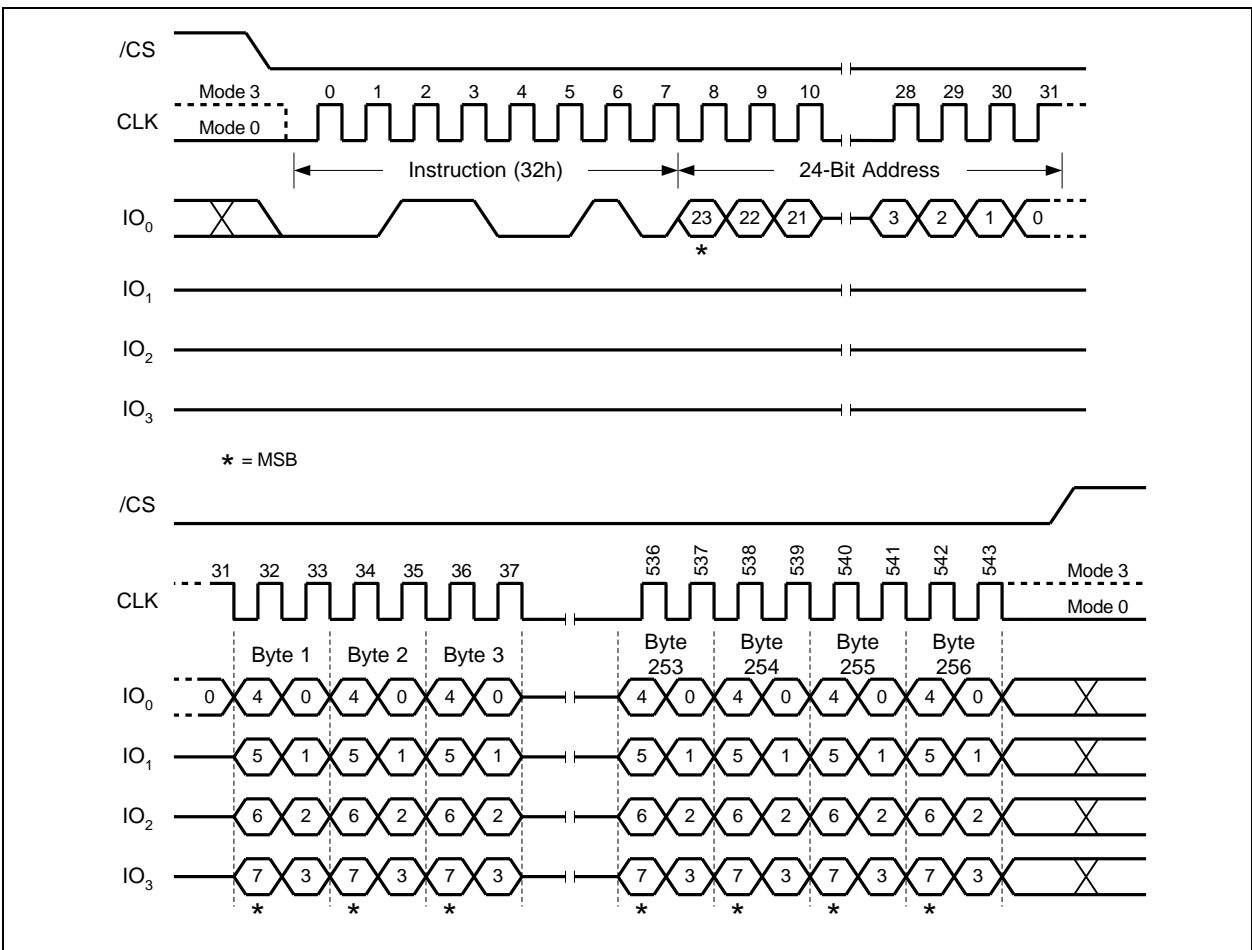 /CS
Mode 3 0 1 2 3 4 5 6 7 8 9 10 28 29 30 31
CLK
Mode 0
Instruction (32h) 24-Bit Address
IO0 23 22 21 3 2 1 0
*
IO1
IO2
IO3
* = MSB
/CS
31 32 33 34 35 36 37 536 537 538 539 540 541 542 543 Mode 3
CLK
Mode 0
Byte 1 Byte 2 Byte 3 Byte 253 Byte 254 Byte 255 Byte 256
IO0 0 4 0 4 0 4 0 4 0 4 0 4 0 4 0
IO1 5 1 5 1 5 1 5 1 5 1 5 1 5 1
IO2 6 2 6 2 6 2 6 2 6 2 6 2 6 2
IO3 7 3 7 3 7 3 7 3 7 3 7 3 7 3
* * * * * * *